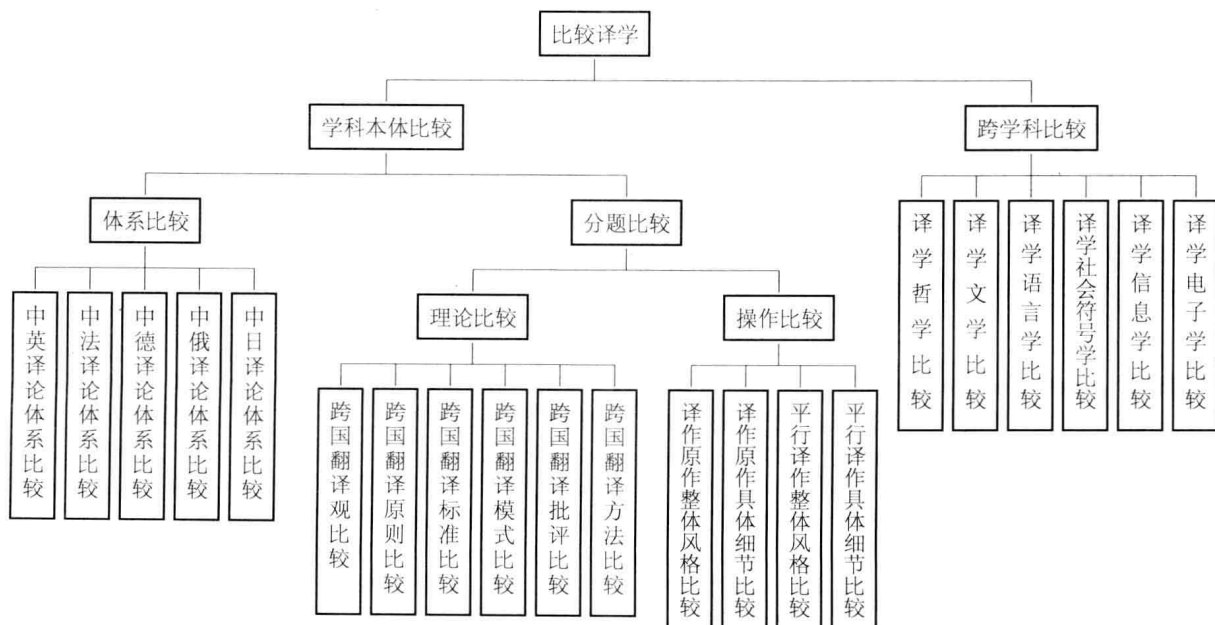 比较译学
学科本体比较
跨学科比较
体系比较
分题比较
译学哲学比较
译学文学比较
译学语言学比较
译学社会符号学比较
译学信息学比较
译学电子学比较
中英译论体系比较
中法译论体系比较
中德译论体系比较
中俄译论体系比较
中日译论体系比较
理论比较
操作比较
跨国翻译观比较
跨国翻译原则比较
跨国翻译标准比较
跨国翻译模式比较
跨国翻译批评比较
跨国翻译方法比较
译作原作整体风格比较
译作原作具体细节比较
平行译作整体风格比较
平行译作具体细节比较